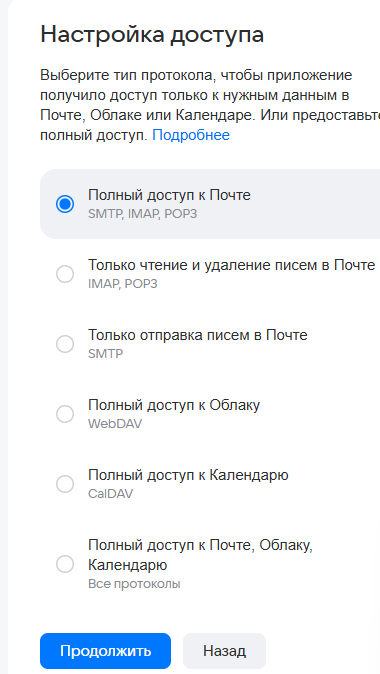 Настройка доступа
Выберите тип протокола, чтобы приложение
получило доступ только к нужным данным в
Почте, Облаке или Календаре. Или предоставьте
полный доступ. Подробнее
Полный доступ к Почте
SMTP, IMAP, POP3
Только чтение и удаление писем в Почте
IMAP, POP3
Только отправка писем в Почте
SMTP
Полный доступ к Облаку
WebDAV
Полный доступ к Календарю
CalDAV
Полный доступ к Почте, Облаку,
Календарю
Все протоколы
Продолжить Назад